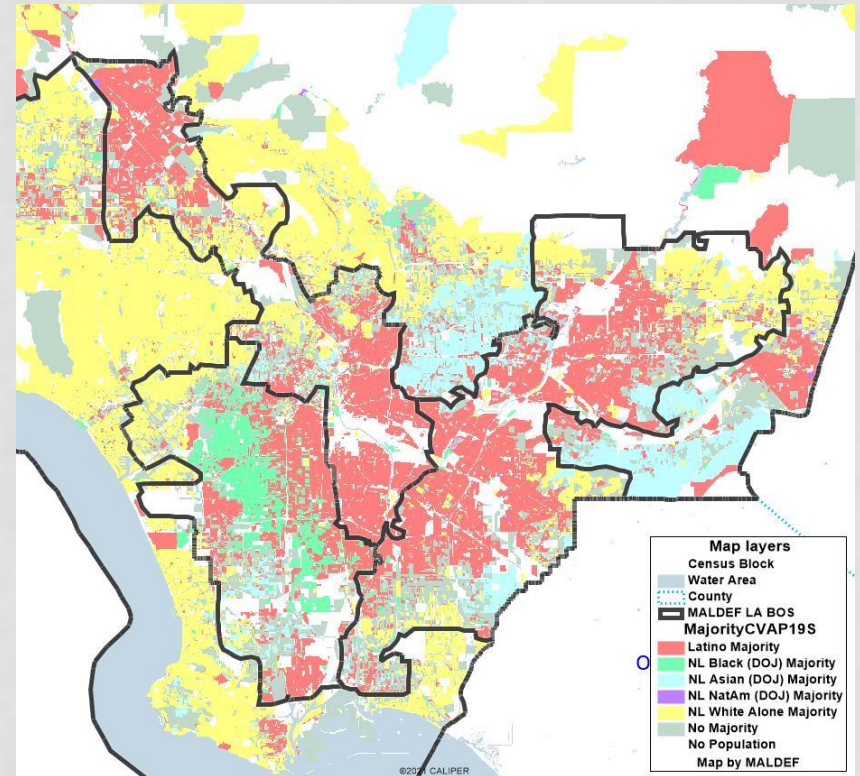 Map layers
Census Block
Water Area
County
MALDEF LA BOS
MajorityCVAP19S
Latino Majority
NL Black (DOJ) Majority
NL Asian (DOJ) Majority
NL NatAm (DOJ) Majority
NL White Alone Majority
No Majority
No Population
Map by MALDEF
O
©2021 CALIPER